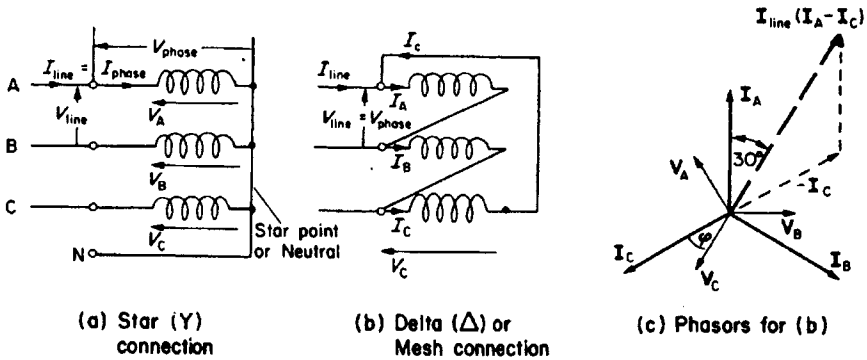 V_phase
I_line =
I_phase
A
V_line
V_A
B
V_B
C
V_C
N
Star point
or Neutral
(a) Star (Y)
connection
I_c
I_line
I_A
V_line = V_phase
I_B
I_C
V_C
(b) Delta (Δ) or
Mesh connection
I_line (I_A – I_C)
I_A
30°
V_A
-I_C
V_B
I_C
φ
V_C
I_B
(c) Phasors for (b)